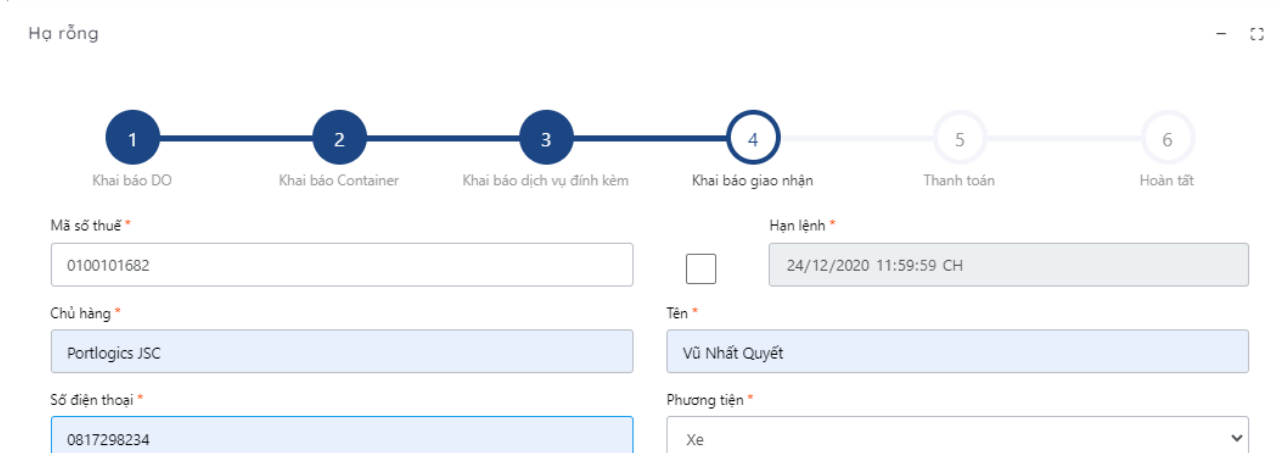 Hạ rỗng
1 2 3 4 5 6
Khai báo DO Khai báo Container Khai báo dịch vụ đính kèm Khai báo giao nhận Thanh toán Hoàn tất
Mã số thuế * Hạn lệnh *
0100101682 24/12/2020 11:59:59 CH
Chủ hàng * Tên *
Portlogics JSC Vũ Nhất Quyết
Số điện thoại * Phương tiện *
0817298234 Xe